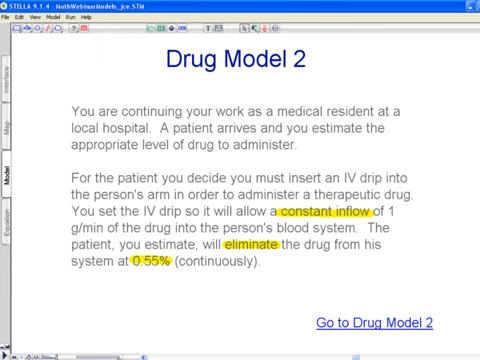 STELLA 9.1.4 - MathWebinarModels_jce.STM
File Edit View Model Run Help
Drug Model 2
You are continuing your work as a medical resident at a
local hospital. A patient arrives and you estimate the
appropriate level of drug to administer.
For the patient you decide you must insert an IV drip into
the person's arm in order to administer a therapeutic drug.
You set the IV drip so it will allow a constant inflow of 1
g/min of the drug into the person's blood system. The
patient, you estimate, will eliminate the drug from his
system at 0.55% (continuously).
Go to Drug Model 2
Interface
Map
Model
Equation